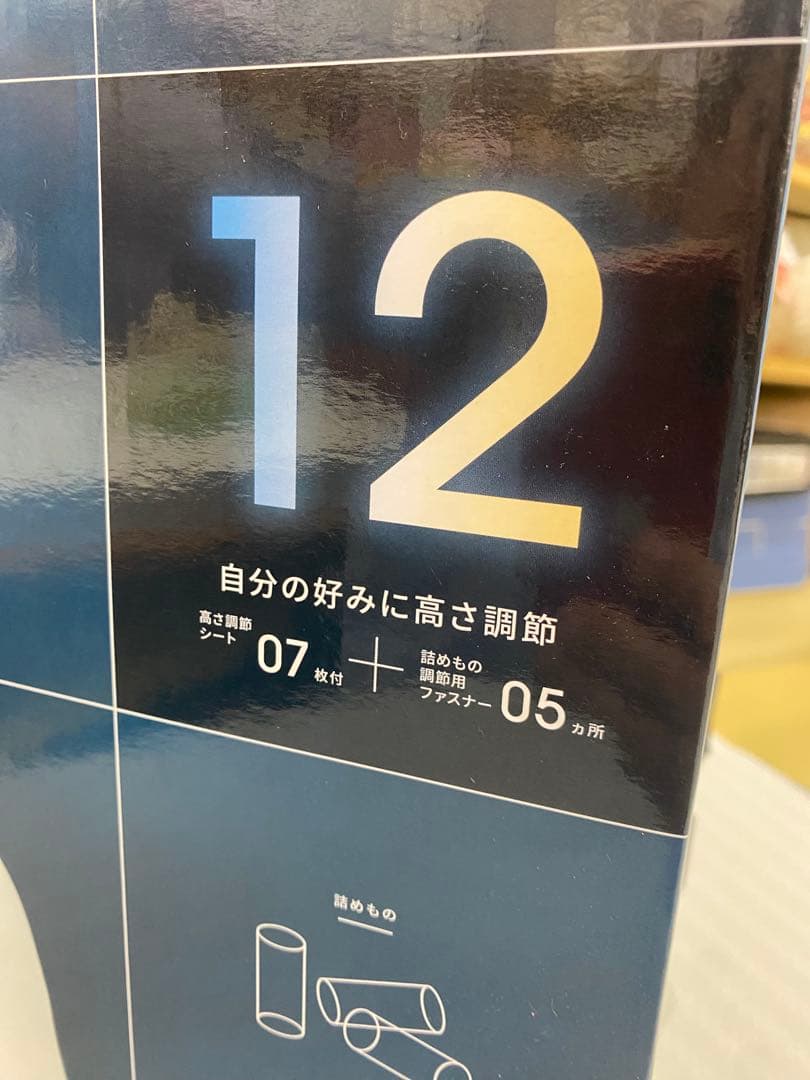 12
自分の好みに高さ調節
高さ調節
シート
07
枚付
+
詰めもの
調節用
ファスナー
05
ヵ所
詰めもの